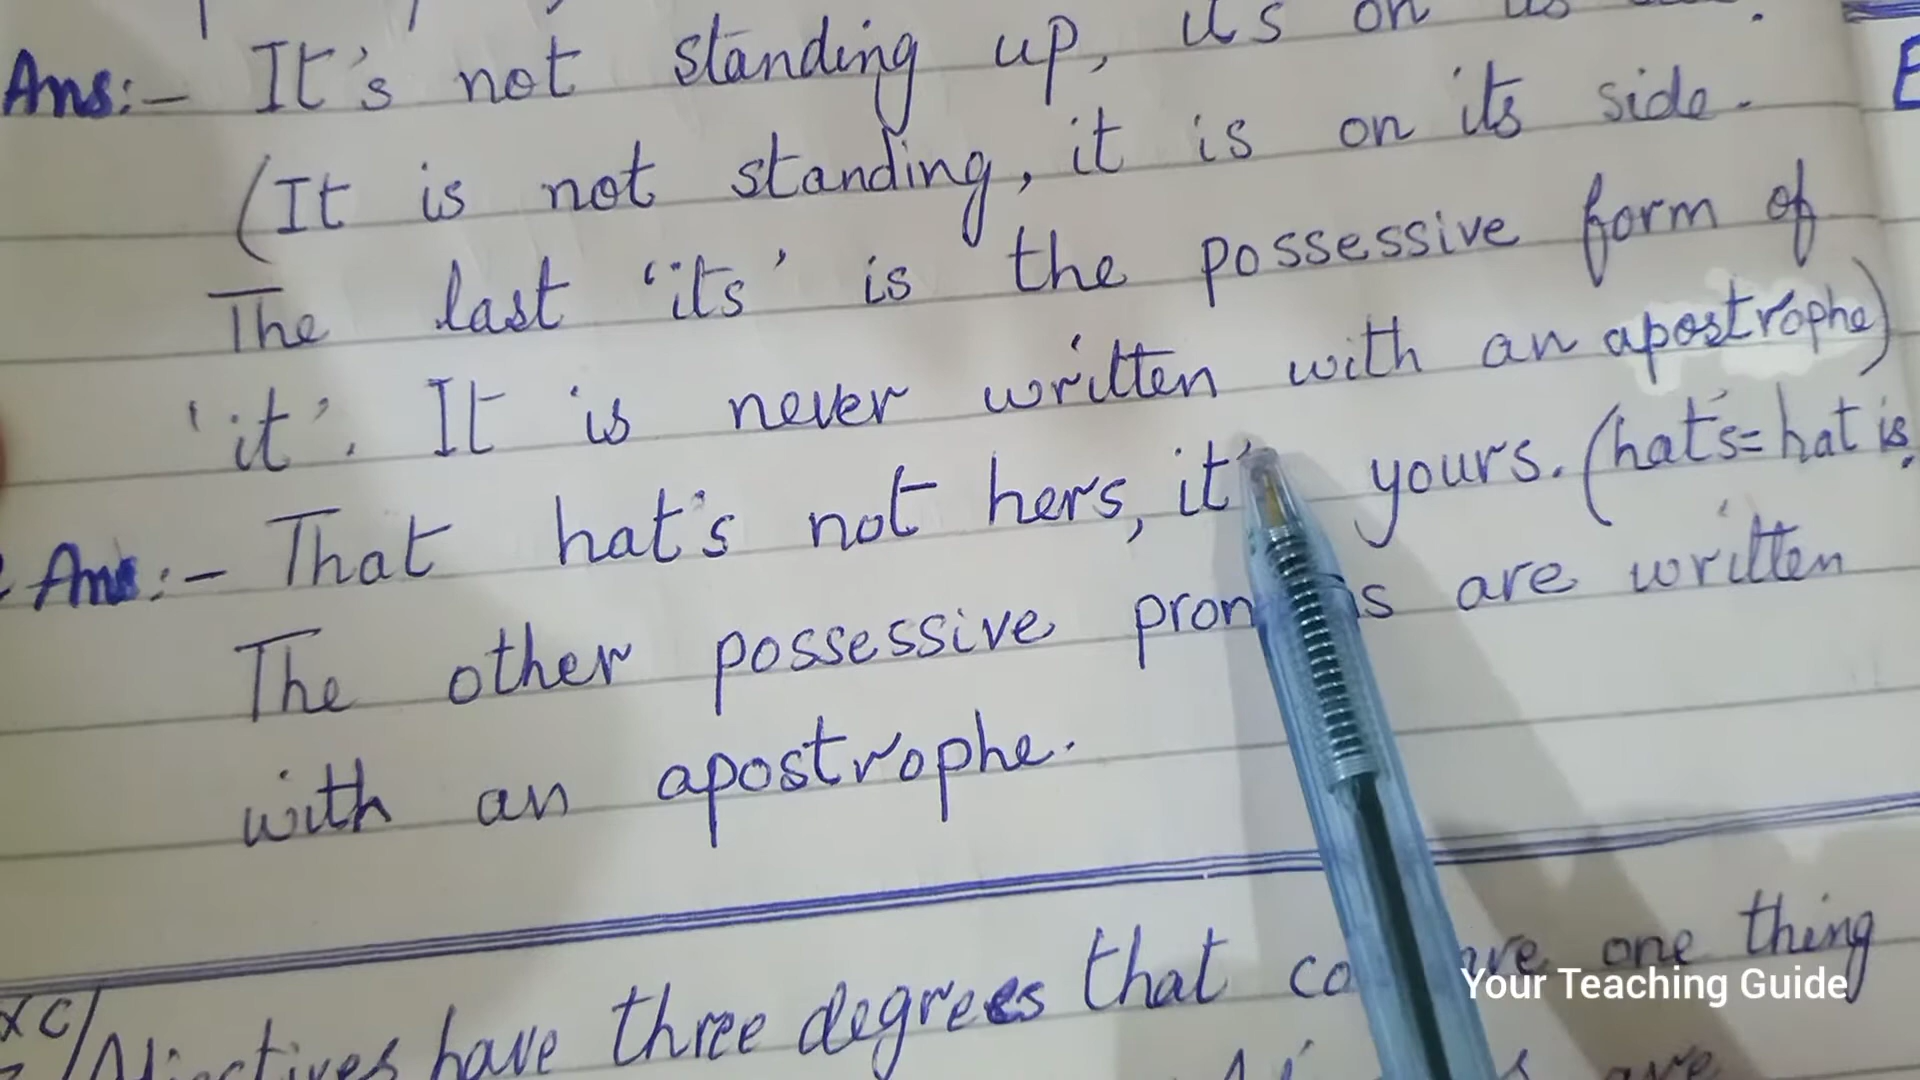 Ans:- It's not standing up, it's on its
(It is not standing, it is on its side.
The last 'its' is the possessive form of
'it'. It is never written with an apostrophe)
Ans:- That hat's not hers, it's yours. (hat's = hat is,
The other possessive are written
with an apostrophe.
Adjectives have three degrees that one thing
are
Your Teaching Guide